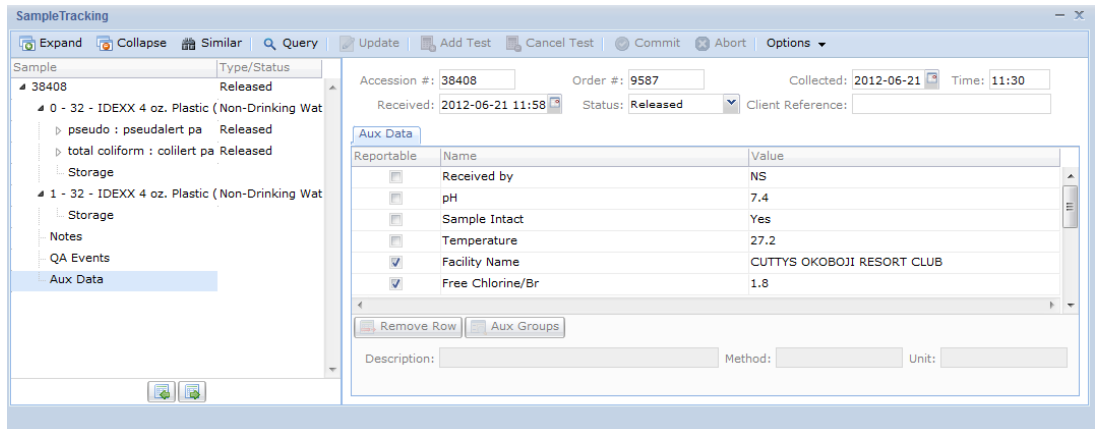 SampleTracking
Expand Collapse Similar Query Update Add Test Cancel Test Commit Abort Options
Sample Type/Status
38408 Released
0 - 32 - IDEXX 4 oz. Plastic ( Non-Drinking Wat
pseudo : pseudalert pa Released
total coliform : colilert pa Released
Storage
1 - 32 - IDEXX 4 oz. Plastic ( Non-Drinking Wat
Storage
Notes
QA Events
Aux Data
Accession #: 38408 Order #: 9587 Collected: 2012-06-21 Time: 11:30
Received: 2012-06-21 11:58 Status: Released Client Reference:
Aux Data
Reportable Name Value
Received by NS
pH 7.4
Sample Intact Yes
Temperature 27.2
Facility Name CUTTYS OKOBOJI RESORT CLUB
Free Chlorine/Br 1.8
Remove Row Aux Groups
Description: Method: Unit: